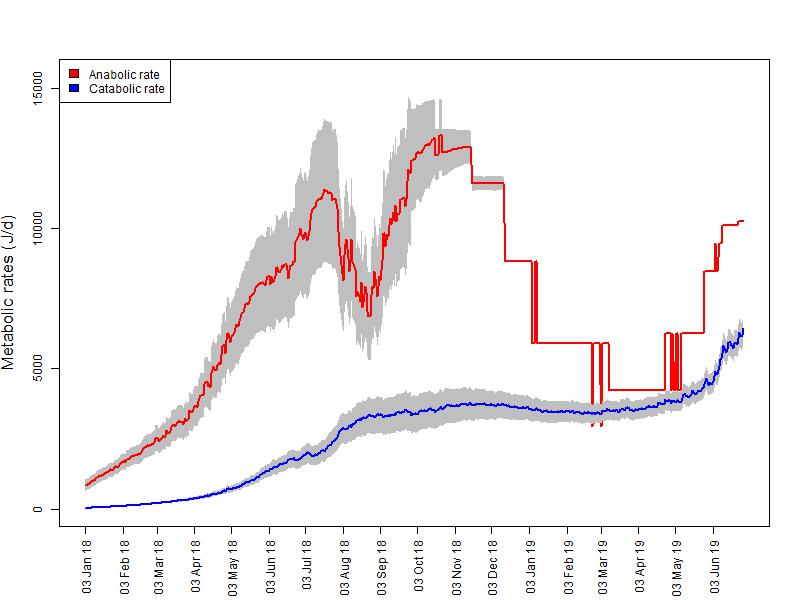 Anabolic rate
Catabolic rate
Metabolic rates (J/d)
15000
10000
5000
0
03 Jan 18
03 Feb 18
03 Mar 18
03 Apr 18
03 May 18
03 Jun 18
03 Jul 18
03 Aug 18
03 Sep 18
03 Oct 18
03 Nov 18
03 Dec 18
03 Jan 19
03 Feb 19
03 Mar 19
03 Apr 19
03 May 19
03 Jun 19